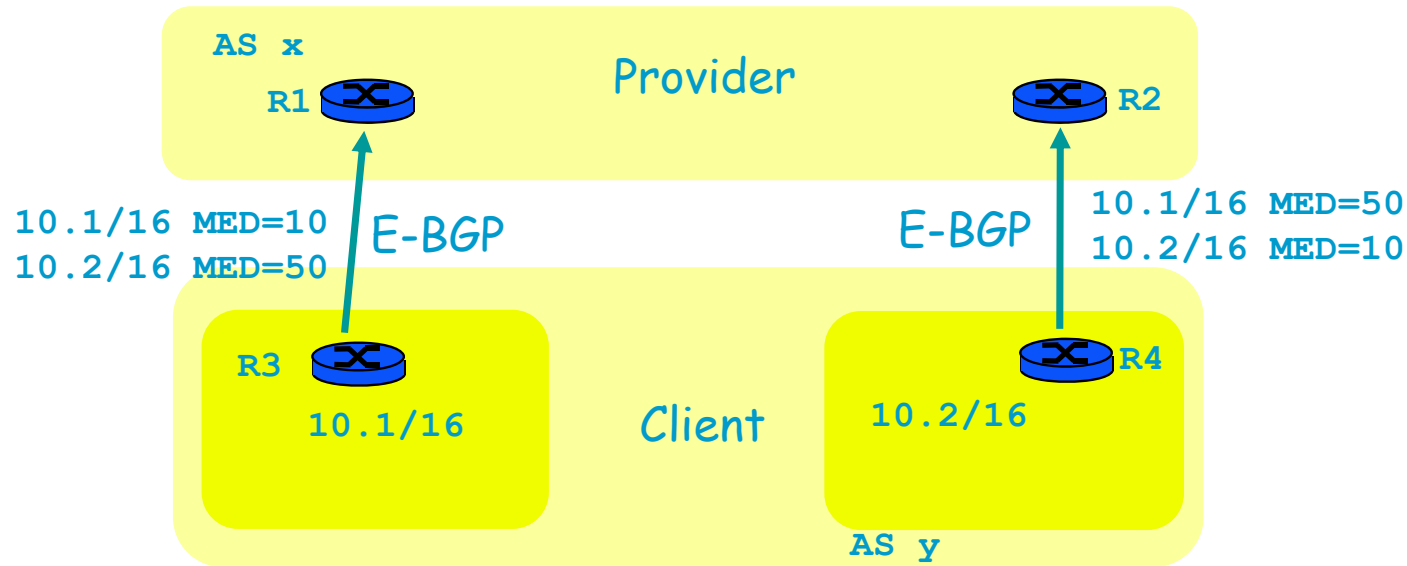 AS x
Provider
R1
R2
10.1/16 MED=10
10.2/16 MED=50
E-BGP
E-BGP
10.1/16 MED=50
10.2/16 MED=10
R3
R4
10.1/16
Client
10.2/16
AS y